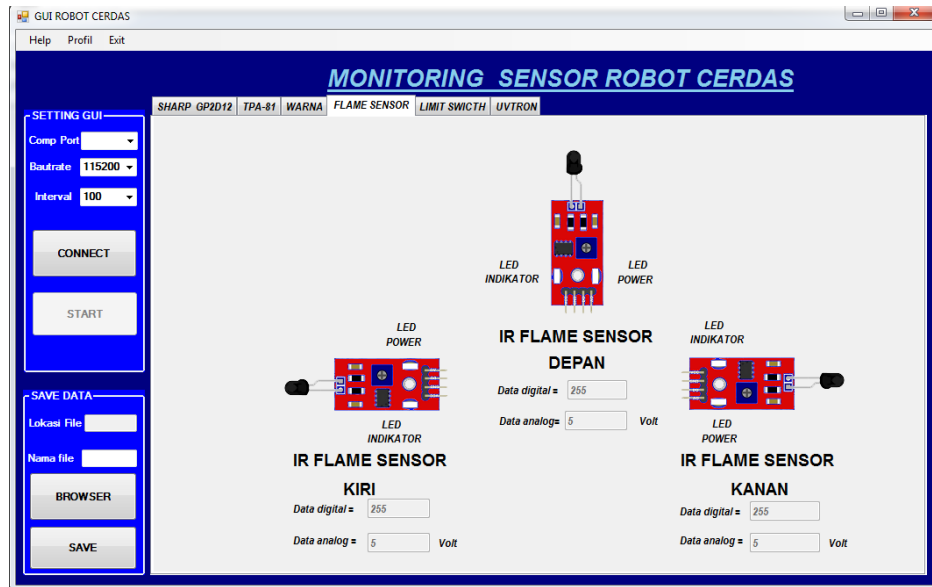 GUI ROBOT CERDAS
Help Profil Exit
MONITORING SENSOR ROBOT CERDAS
SHARP GP2D12 TPA-81 WARNA FLAME SENSOR LIMIT SWICTH UVTRON
SETTING GUI
Comp Port
Bautrate 115200
Interval 100
CONNECT
START
SAVE DATA
Lokasi File
Nama file
BROWSER
SAVE
LED
INDIKATOR
LED
POWER
IR FLAME SENSOR
DEPAN
Data digital = 255
Data analog= 5 Volt
LED
POWER
LED
INDIKATOR
IR FLAME SENSOR
KIRI
Data digital = 255
Data analog = 5 Volt
LED
INDIKATOR
LED
POWER
IR FLAME SENSOR
KANAN
Data digital = 255
Data analog = 5 Volt